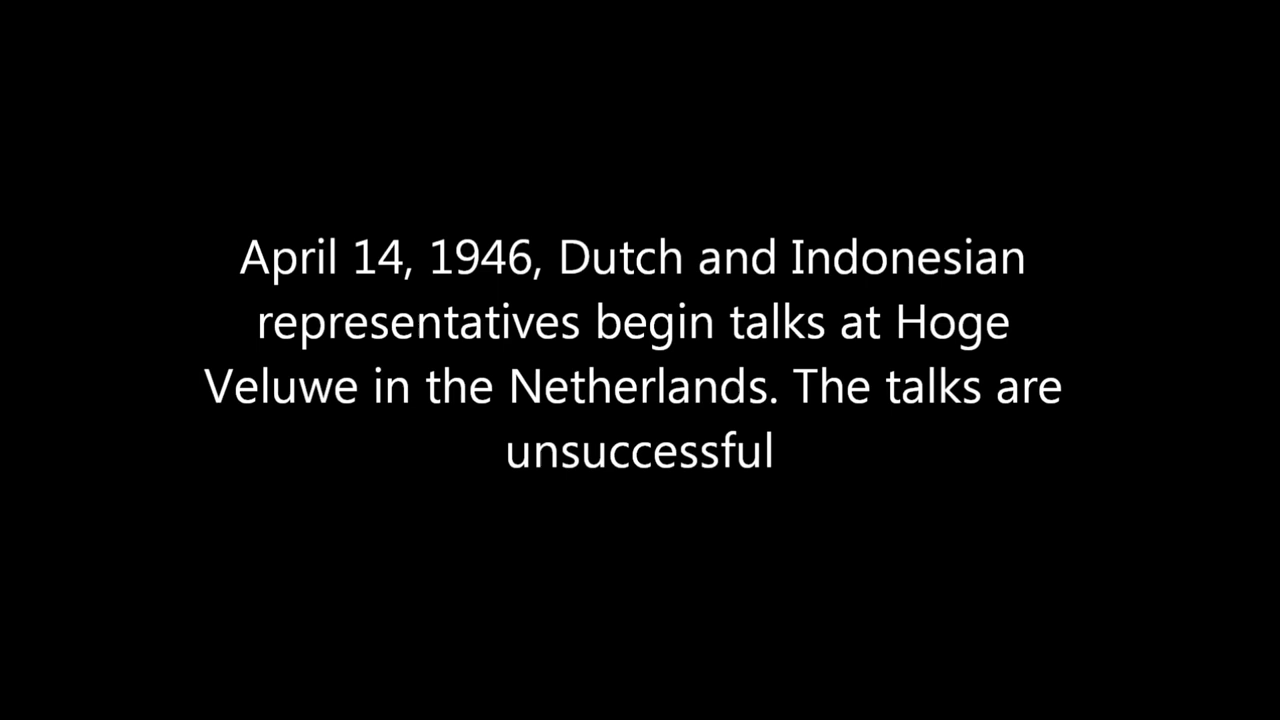 April 14, 1946, Dutch and Indonesian
representatives begin talks at Hoge
Veluwe in the Netherlands. The talks are
unsuccessful